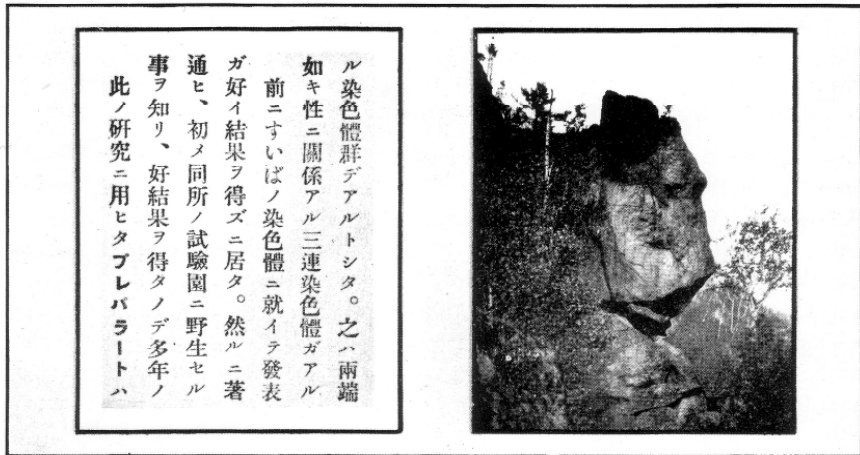 ル染色體群デアルトシタ。之ハ兩端
如キ性ニ關係アル三連染色體ガアル
前ニすいばノ染色體ニ就イテ發表
ガ好イ結果ヲ得ズニ居タ。然ルニ著
通ヒ、初メ同所ノ試驗園ニ野生セル
事ヲ知リ、好結果ヲ得タノデ多年ノ
此ノ硏究ニ用ヒタプレパラートハ